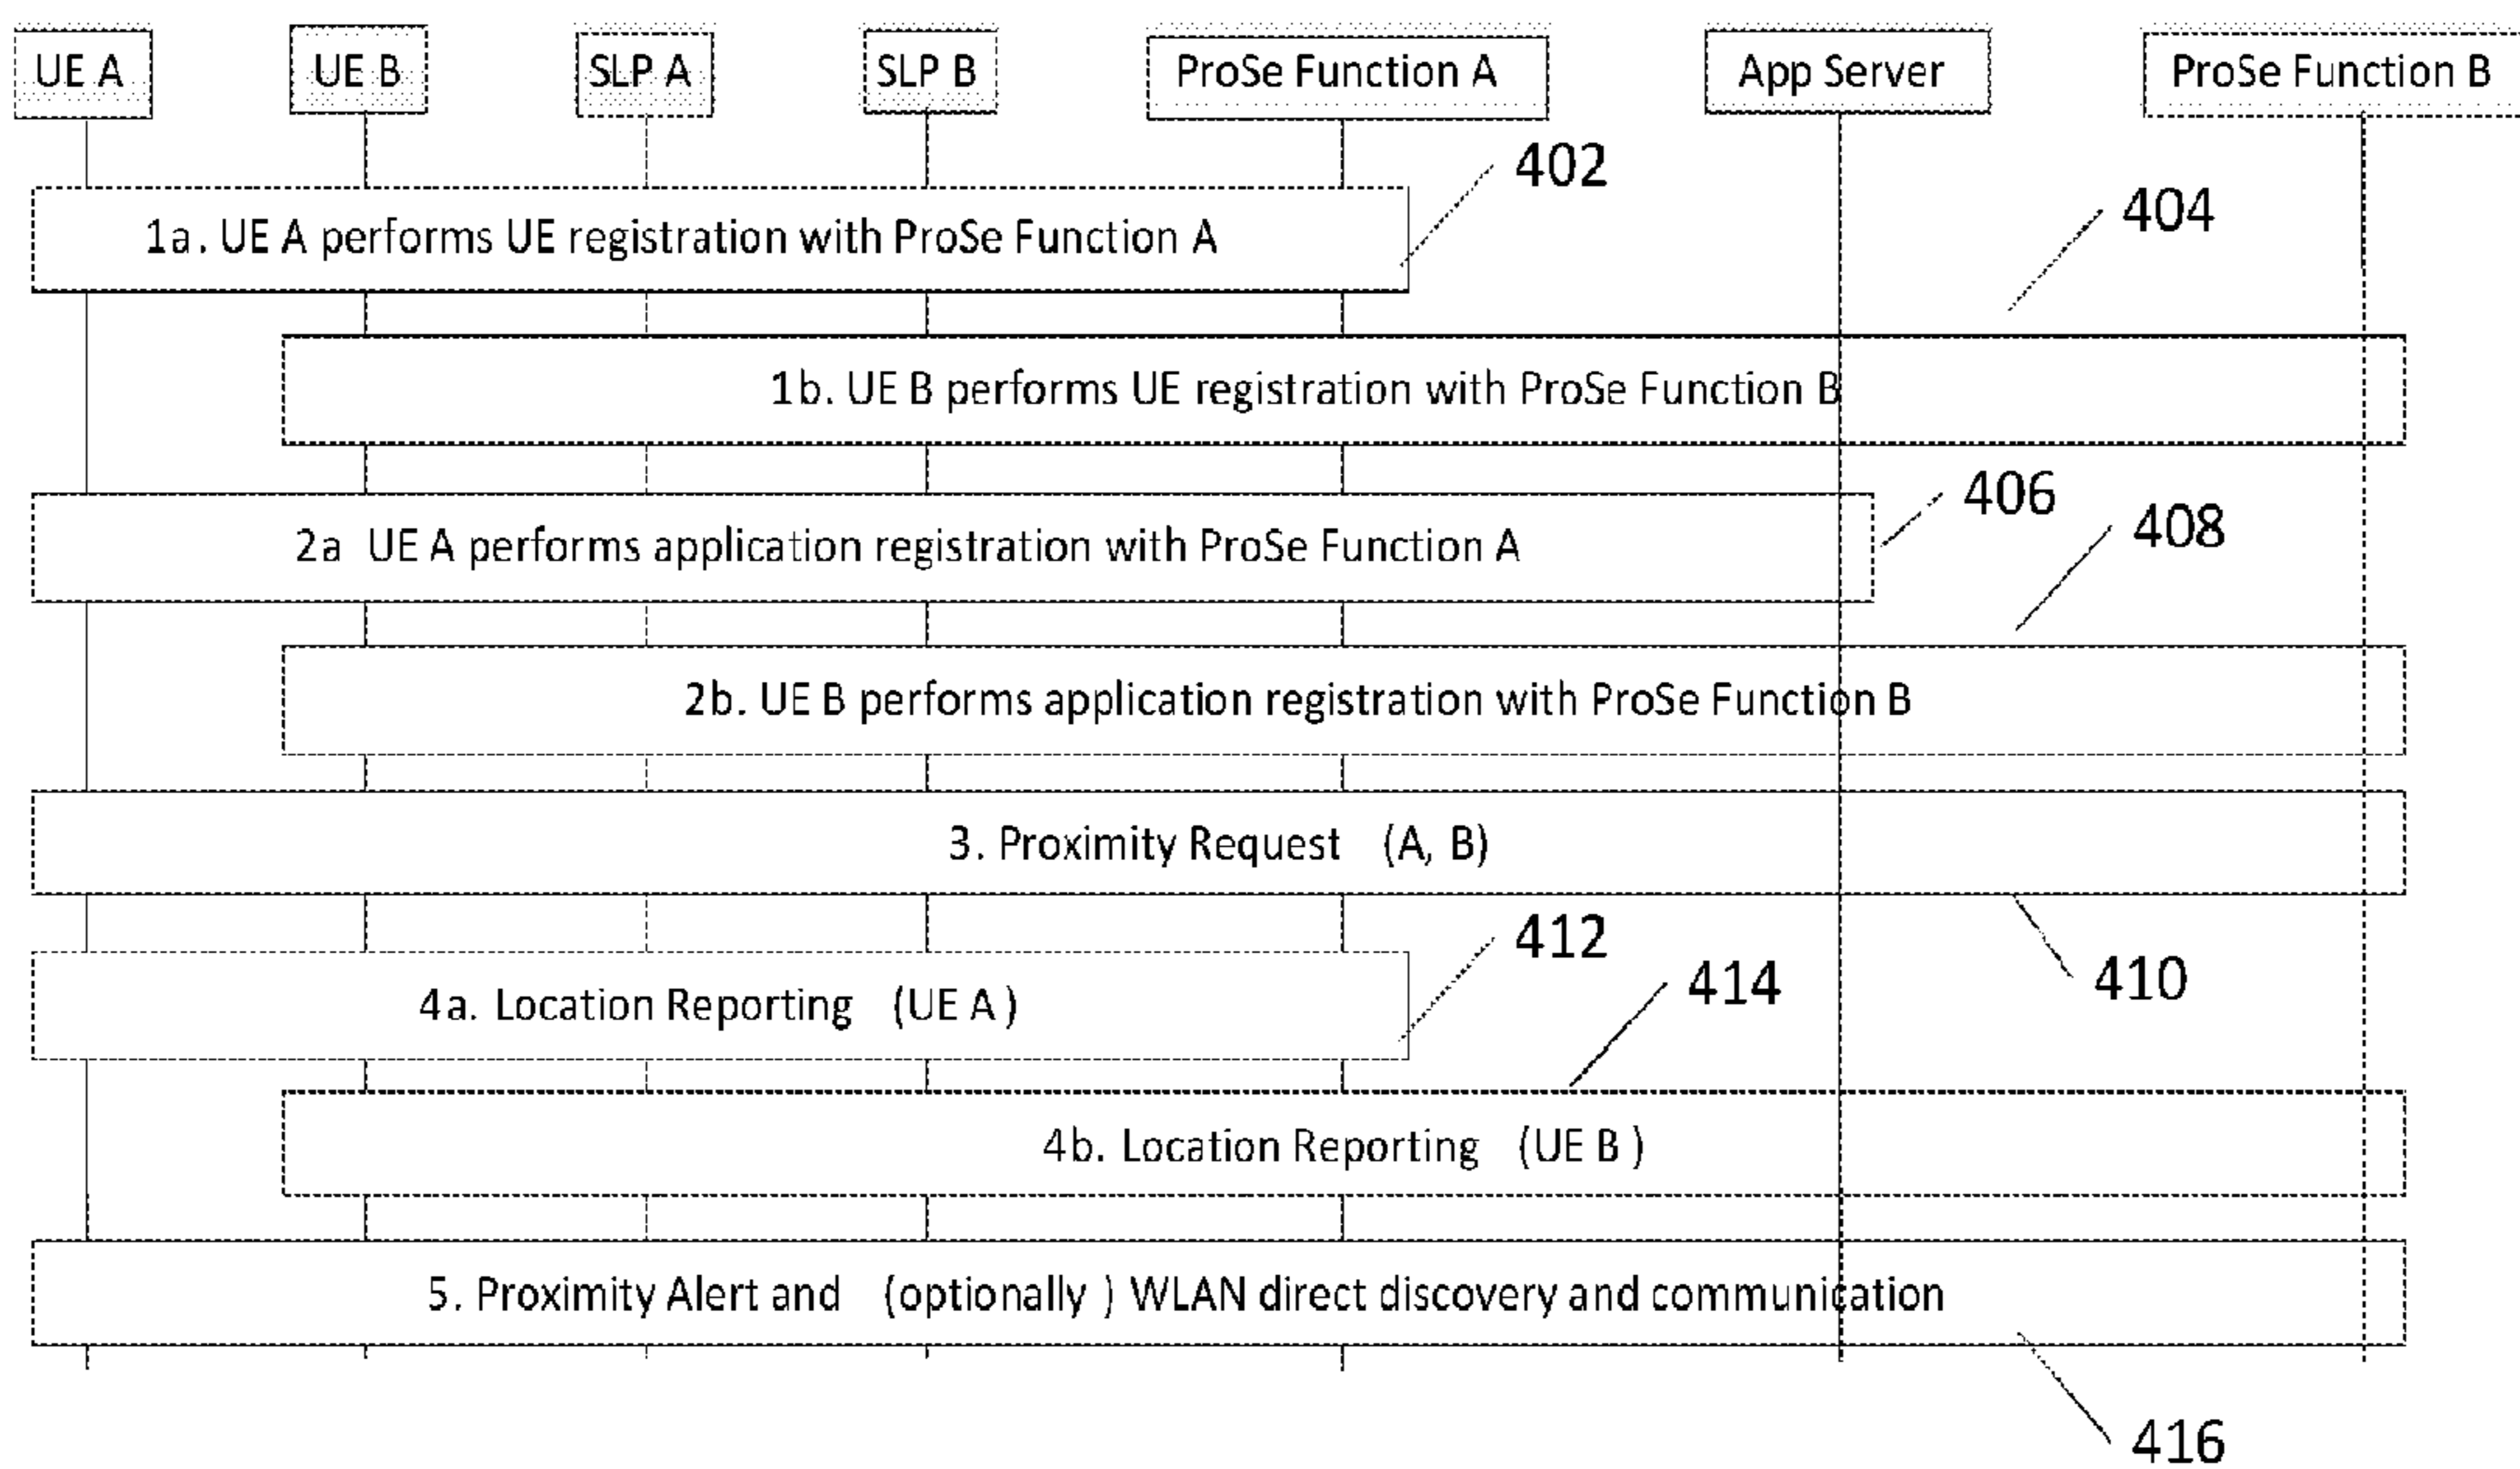 UE A
UE B
SLP A
SLP B
ProSe Function A
App Server
ProSe Function B
402
1a. UE A performs UE registration with ProSe Function A
404
1b. UE B performs UE registration with ProSe Function B
406
2a UE A performs application registration with ProSe Function A
408
2b. UE B performs application registration with ProSe Function B
3. Proximity Request (A, B)
410
412
4a. Location Reporting (UE A )
414
4b. Location Reporting (UE B )
5. Proximity Alert and (optionally ) WLAN direct discovery and communication
416